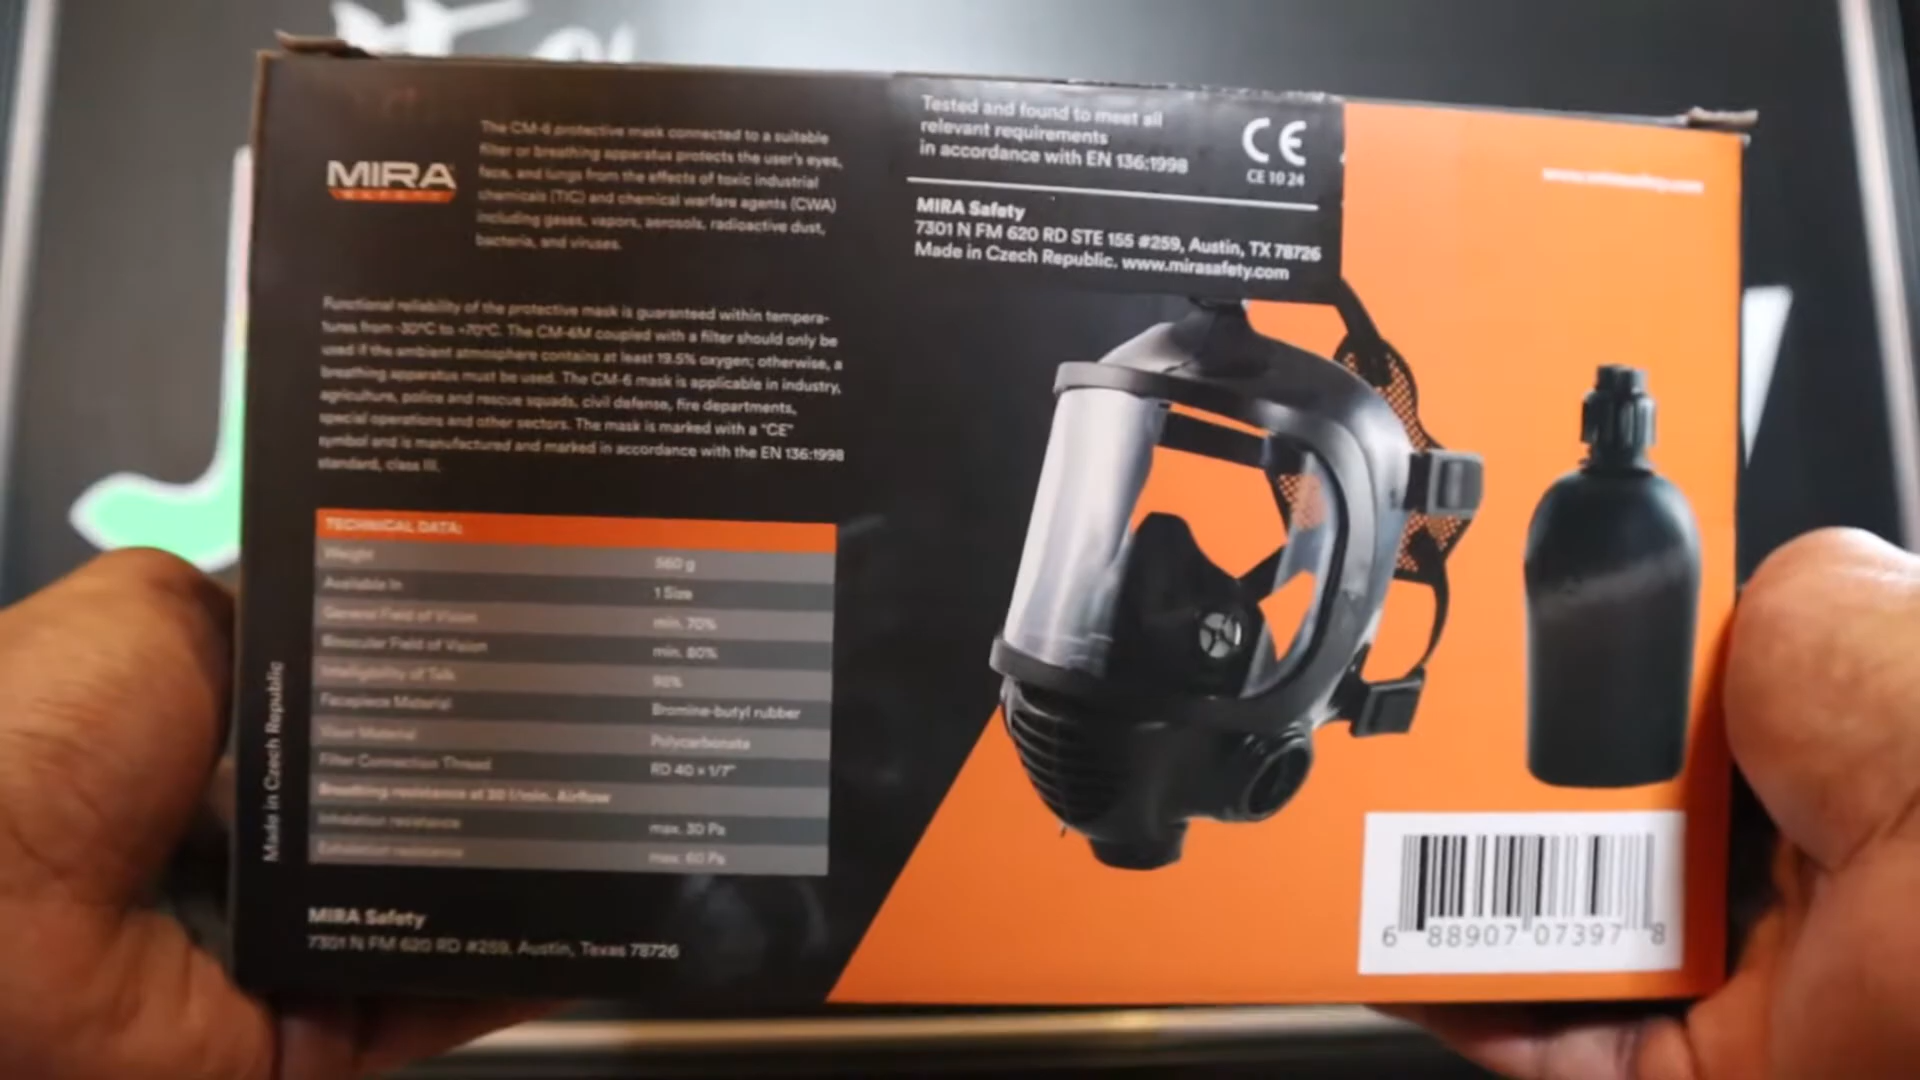 MIRA
SAFETY
The CM-6 protective mask connected to a suitable
filter or breathing apparatus protects the user's eyes,
face, and lungs from the effects of toxic industrial
chemicals (TIC) and chemical warfare agents (CWA)
including gases, vapors, aerosols, radioactive dust,
bacteria, and viruses.
Functional reliability of the protective mask is guaranteed within tempera-
tures from -30°C to +70°C. The CM-6M coupled with a filter should only be
used if the ambient atmosphere contains at least 19.5% oxygen; otherwise, a
breathing apparatus must be used. The CM-6 mask is applicable in industry,
agriculture, police and rescue squads, civil defense, fire departments,
special operations and other sectors. The mask is marked with a "CE"
symbol and is manufactured and marked in accordance with the EN 136:1998
standard, class III.
TECHNICAL DATA:
Weight 560 g
Available in 1 Size
General Field of Vision min. 70%
Binocular Field of Vision min. 80%
Intelligibility of Talk 98%
Facepiece Material Bromine-butyl rubber
Visor Material Polycarbonate
Filter Connection Thread RD 40 x 1/7"
Breathing resistance at 30 l/min. Airflow
Inhalation resistance max. 30 Pa
Exhalation resistance max. 60 Pa
MIRA Safety
7301 N FM 620 RD #259, Austin, Texas 78726
Made in Czech Republic
Tested and found to meet all
relevant requirements
in accordance with EN 136:1998
CE
CE 10 24
MIRA Safety
7301 N FM 620 RD STE 155 #259, Austin, TX 78726
Made in Czech Republic. www.mirasafety.com
www.mirasafety.com
6 88907 07397 8